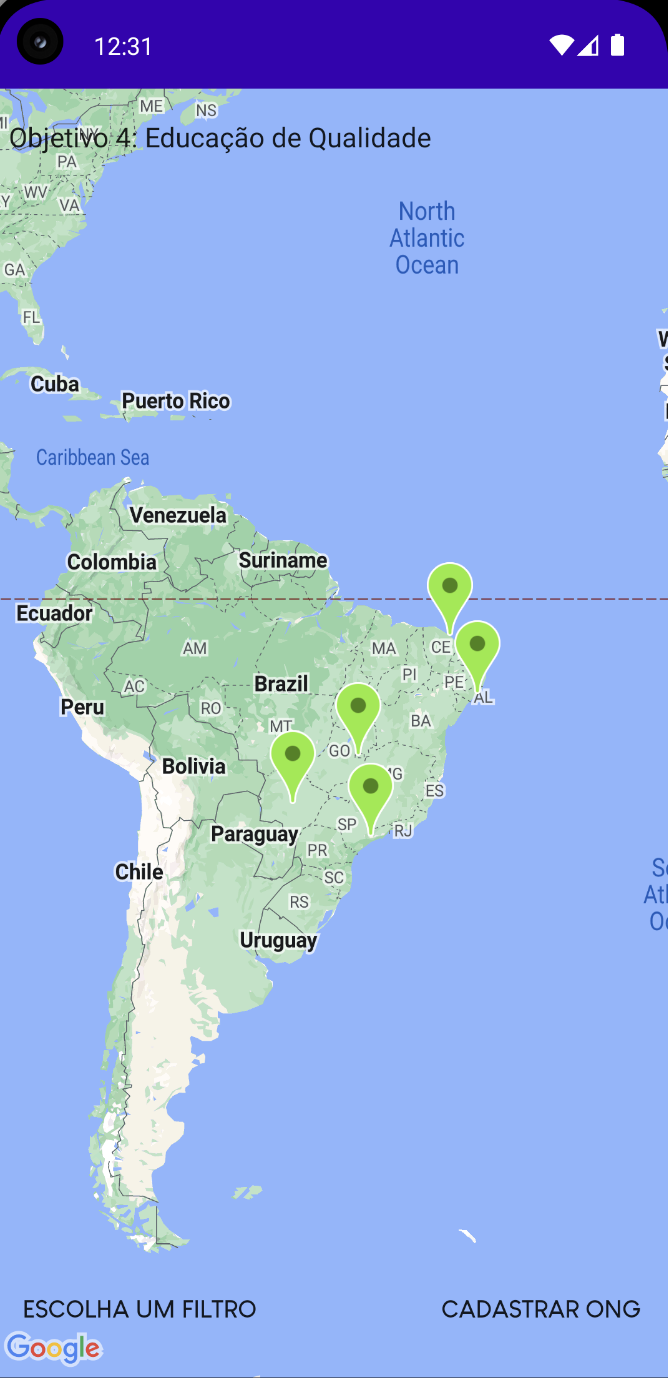 12:31
ME
NS
NY
Objetivo 4: Educação de Qualidade
PA
WV
VA
GA
FL
North
Atlantic
Ocean
Cuba
Puerto Rico
Caribbean Sea
Venezuela
Colombia
Suriname
Ecuador
AM
MA
CE
PI
PE
AL
AC
RO
Brazil
Peru
MT
BA
GO
Bolivia
MG
ES
Paraguay
SP
RJ
PR
Chile
SC
RS
Uruguay
ESCOLHA UM FILTRO
CADASTRAR ONG
Google